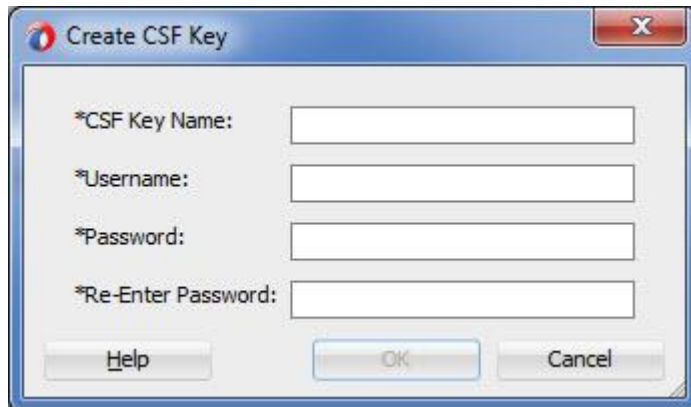 Create CSF Key
*CSF Key Name:
*Username:
*Password:
*Re-Enter Password:
Help OK Cancel